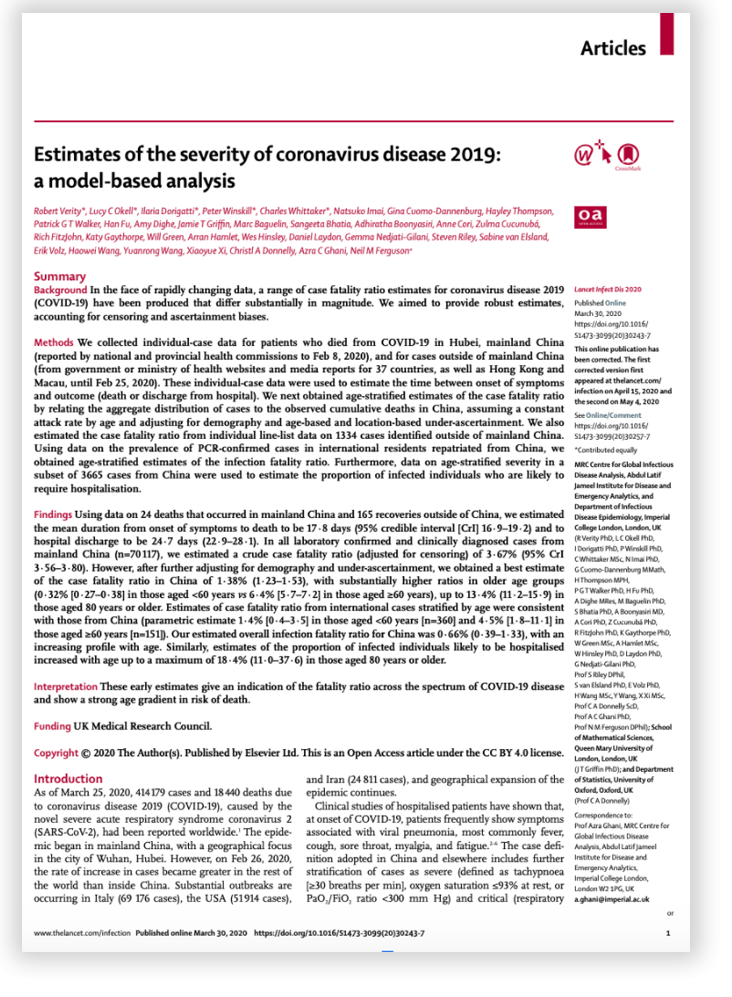 Articles
Estimates of the severity of coronavirus disease 2019:
a model-based analysis
Robert Verity*, Lucy C Okell*, Ilaria Dorigatti*, Peter Winskill*, Charles Whittaker*, Natsuko Imai, Gina Cuomo-Dannenburg, Hayley Thompson,
Patrick G T Walker, Han Fu, Amy Dighe, Jamie T Griffin, Marc Baguelin, Sangeeta Bhatia, Adhiratha Boonyasiri, Anne Cori, Zulma Cucunubá,
Rich FitzJohn, Katy Gaythorpe, Will Green, Arran Hamlet, Wes Hinsley, Daniel Laydon, Gemma Nedjati-Gilani, Steven Riley, Sabine van Elsland,
Erik Volz, Haowei Wang, Yuanrong Wang, Xiaoyue Xi, Christl A Donnelly, Azra C Ghani, Neil M Ferguson*
Summary
Background In the face of rapidly changing data, a range of case fatality ratio estimates for coronavirus disease 2019
(COVID-19) have been produced that differ substantially in magnitude. We aimed to provide robust estimates,
accounting for censoring and ascertainment biases.
Methods We collected individual-case data for patients who died from COVID-19 in Hubei, mainland China
(reported by national and provincial health commissions to Feb 8, 2020), and for cases outside of mainland China
(from government or ministry of health websites and media reports for 37 countries, as well as Hong Kong and
Macau, until Feb 25, 2020). These individual-case data were used to estimate the time between onset of symptoms
and outcome (death or discharge from hospital). We next obtained age-stratified estimates of the case fatality ratio
by relating the aggregate distribution of cases to the observed cumulative deaths in China, assuming a constant
attack rate by age and adjusting for demography and age-based and location-based under-ascertainment. We also
estimated the case fatality ratio from individual line-list data on 1334 cases identified outside of mainland China.
Using data on the prevalence of PCR-confirmed cases in international residents repatriated from China, we
obtained age-stratified estimates of the infection fatality ratio. Furthermore, data on age-stratified severity in a
subset of 3665 cases from China were used to estimate the proportion of infected individuals who are likely to
require hospitalisation.
Findings Using data on 24 deaths that occurred in mainland China and 165 recoveries outside of China, we estimated
the mean duration from onset of symptoms to death to be 17·8 days (95% credible interval [CrI] 16·9–19·2) and to
hospital discharge to be 24·7 days (22·9–28·1). In all laboratory confirmed and clinically diagnosed cases from
mainland China (n=70 117), we estimated a crude case fatality ratio (adjusted for censoring) of 3·67% (95% CrI
3·56–3·80). However, after further adjusting for demography and under-ascertainment, we obtained a best estimate
of the case fatality ratio in China of 1·38% (1·23–1·53), with substantially higher ratios in older age groups
(0·32% [0·27–0·38] in those aged <60 years vs 6·4% [5·7–7·2] in those aged ≥60 years), up to 13·4% (11·2–15·9) in
those aged 80 years or older. Estimates of case fatality ratio from international cases stratified by age were consistent
with those from China (parametric estimate 1·4% [0·4–3·5] in those aged <60 years [n=360] and 4·5% [1·8–11·1] in
those aged ≥60 years [n=151]). Our estimated overall infection fatality ratio for China was 0·66% (0·39–1·33), with an
increasing profile with age. Similarly, estimates of the proportion of infected individuals likely to be hospitalised
increased with age up to a maximum of 18·4% (11·0–37·6) in those aged 80 years or older.
Interpretation These early estimates give an indication of the fatality ratio across the spectrum of COVID-19 disease
and show a strong age gradient in risk of death.
Funding UK Medical Research Council.
Copyright © 2020 The Author(s). Published by Elsevier Ltd. This is an Open Access article under the CC BY 4.0 license.
Introduction
As of March 25, 2020, 414 179 cases and 18 440 deaths due
to coronavirus disease 2019 (COVID-19), caused by the
novel severe acute respiratory syndrome coronavirus 2
(SARS-CoV-2), had been reported worldwide.1 The epide-
mic began in mainland China, with a geographical focus
in the city of Wuhan, Hubei. However, on Feb 26, 2020,
the rate of increase in cases became greater in the rest of
the world than inside China. Substantial outbreaks are
occurring in Italy (69 176 cases), the USA (51 914 cases),
and Iran (24 811 cases), and geographical expansion of the
epidemic continues.
Clinical studies of hospitalised patients have shown that,
at onset of COVID-19, patients frequently show symptoms
associated with viral pneumonia, most commonly fever,
cough, sore throat, myalgia, and fatigue.2–6 The case defi-
nition adopted in China and elsewhere includes further
stratification of cases as severe (defined as tachypnoea
[≥30 breaths per min], oxygen saturation ≤93% at rest, or
PaO2/FiO2 ratio <300 mm Hg) and critical (respiratory
W
CrossMark
oa
OPEN ACCESS
Lancet Infect Dis 2020
Published Online
March 30, 2020
https://doi.org/10.1016/
S1473-3099(20)30243-7
This online publication has
been corrected. The first
corrected version first
appeared at thelancet.com/
infection on April 15, 2020 and
the second on May 4, 2020
See Online/Comment
https://doi.org/10.1016/
S1473-3099(20)30257-7
*Contributed equally
MRC Centre for Global Infectious
Disease Analysis, Abdul Latif
Jameel Institute for Disease and
Emergency Analytics, and
Department of Infectious
Disease Epidemiology, Imperial
College London, London, UK
(R Verity PhD, L C Okell PhD,
I Dorigatti PhD, P Winskill PhD,
C Whittaker MSc, N Imai PhD,
G Cuomo-Dannenburg MMath,
H Thompson MPH,
P G T Walker PhD, H Fu PhD,
A Dighe MRes, M Baguelin PhD,
S Bhatia PhD, A Boonyasiri MD,
A Cori PhD, Z Cucunubá PhD,
R FitzJohn PhD, K Gaythorpe PhD,
W Green MSc, A Hamlet MSc,
W Hinsley PhD, D Laydon PhD,
G Nedjati-Gilani PhD,
Prof S Riley DPhil,
S van Elsland PhD, E Volz PhD,
H Wang MSc, Y Wang, X Xi MSc,
Prof C A Donnelly ScD,
Prof A C Ghani PhD,
Prof N M Ferguson DPhil); School
of Mathematical Sciences,
Queen Mary University of
London, London, UK
(J T Griffin PhD); and Department
of Statistics, University of
Oxford, Oxford, UK
(Prof C A Donnelly)
Correspondence to:
Prof Azra Ghani, MRC Centre for
Global Infectious Disease
Analysis, Abdul Latif Jameel
Institute for Disease and
Emergency Analytics,
Imperial College London,
London W2 1PG, UK
a.ghani@imperial.ac.uk
or
www.thelancet.com/infection Published online March 30, 2020 https://doi.org/10.1016/S1473-3099(20)30243-7
1